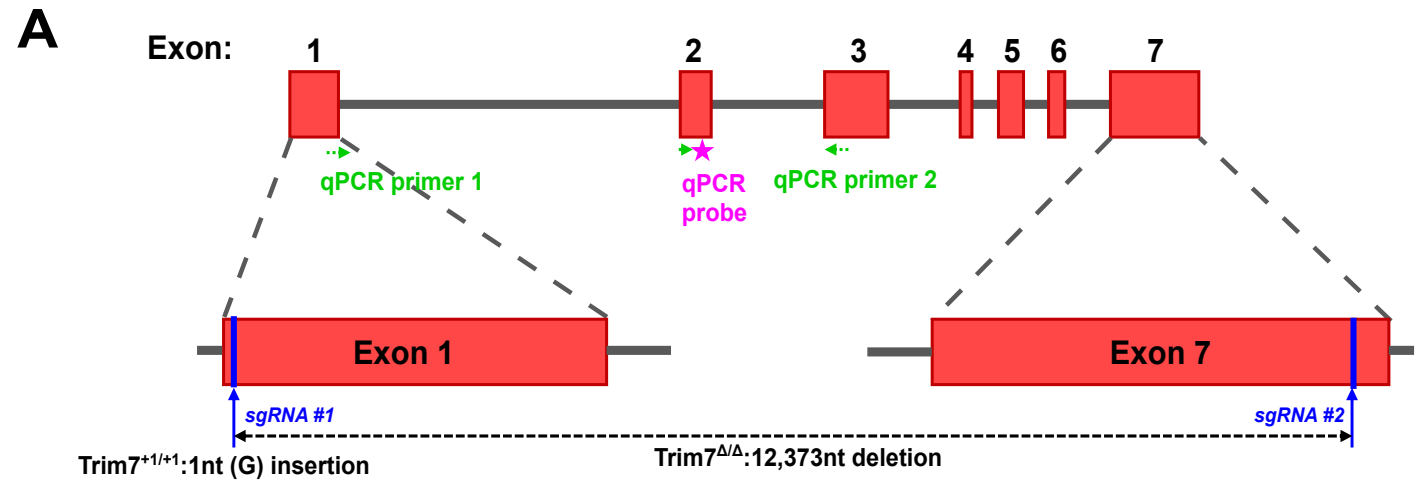 A
Exon:
1 2 3 4 5 6 7
qPCR primer 1
qPCR
probe
qPCR primer 2
Exon 1
Exon 7
sgRNA #1
sgRNA #2
Trim7+1/+1:1nt (G) insertion
Trim7Δ/Δ:12,373nt deletion